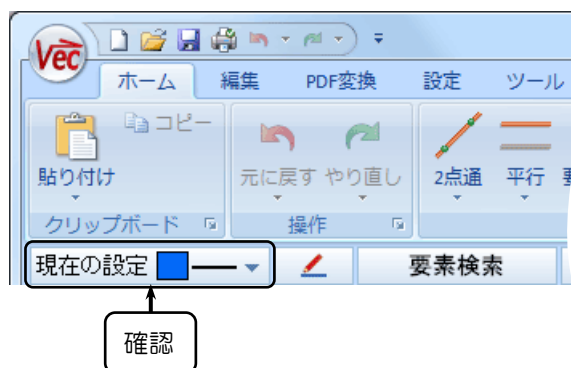 Vec
ホーム 編集 PDF変換 設定 ツール
コピー
貼り付け 元に戻す やり直し 2点通 平行
クリップボード 操作
現在の設定 要素検索
確認